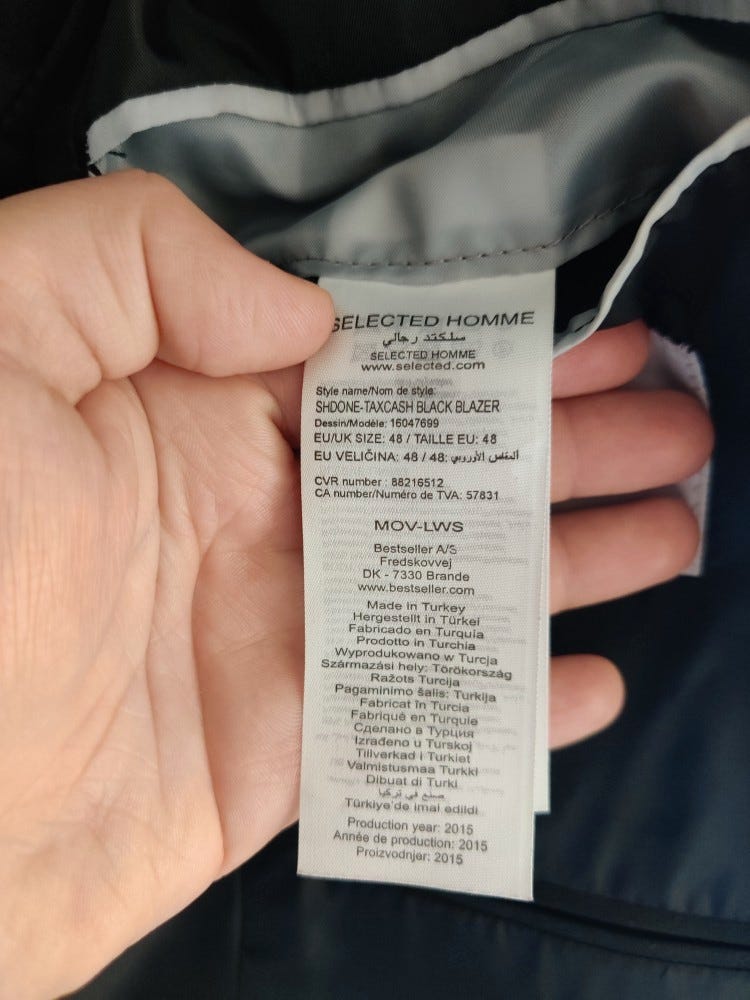 SELECTED HOMME
سلكتد رجالي
SELECTED HOMME
www.selected.com
Style name/Nom de style:
SHDONE-TAXCASH BLACK BLAZER
Dessin/Modèle: 16047699
EU/UK SIZE: 48 / TAILLE EU: 48
EU VELIČINA: 48 / 48 :المقاس الأوروبي
CVR number : 88216512
CA number/Numéro de TVA: 57831
MOV-LWS
Bestseller A/S
Fredskovvej
DK - 7330 Brande
www.bestseller.com
Made in Turkey
Hergestellt in Türkei
Fabricado en Turquia
Prodotto in Turchia
Wyprodukowano w Turcja
Származási hely: Törökország
Ražots Turcija
Pagaminimo šalis: Turkija
Fabricat în Turcia
Fabriqué en Turquie
Сделано в Турция
Izrađeno u Turskoj
Tillverkad i Turkiet
Valmistusmaa Turkki
Dibuat di Turki
صنع في تركيا
Türkiye'de imal edildi
Production year: 2015
Année de production: 2015
Proizvodnjer: 2015